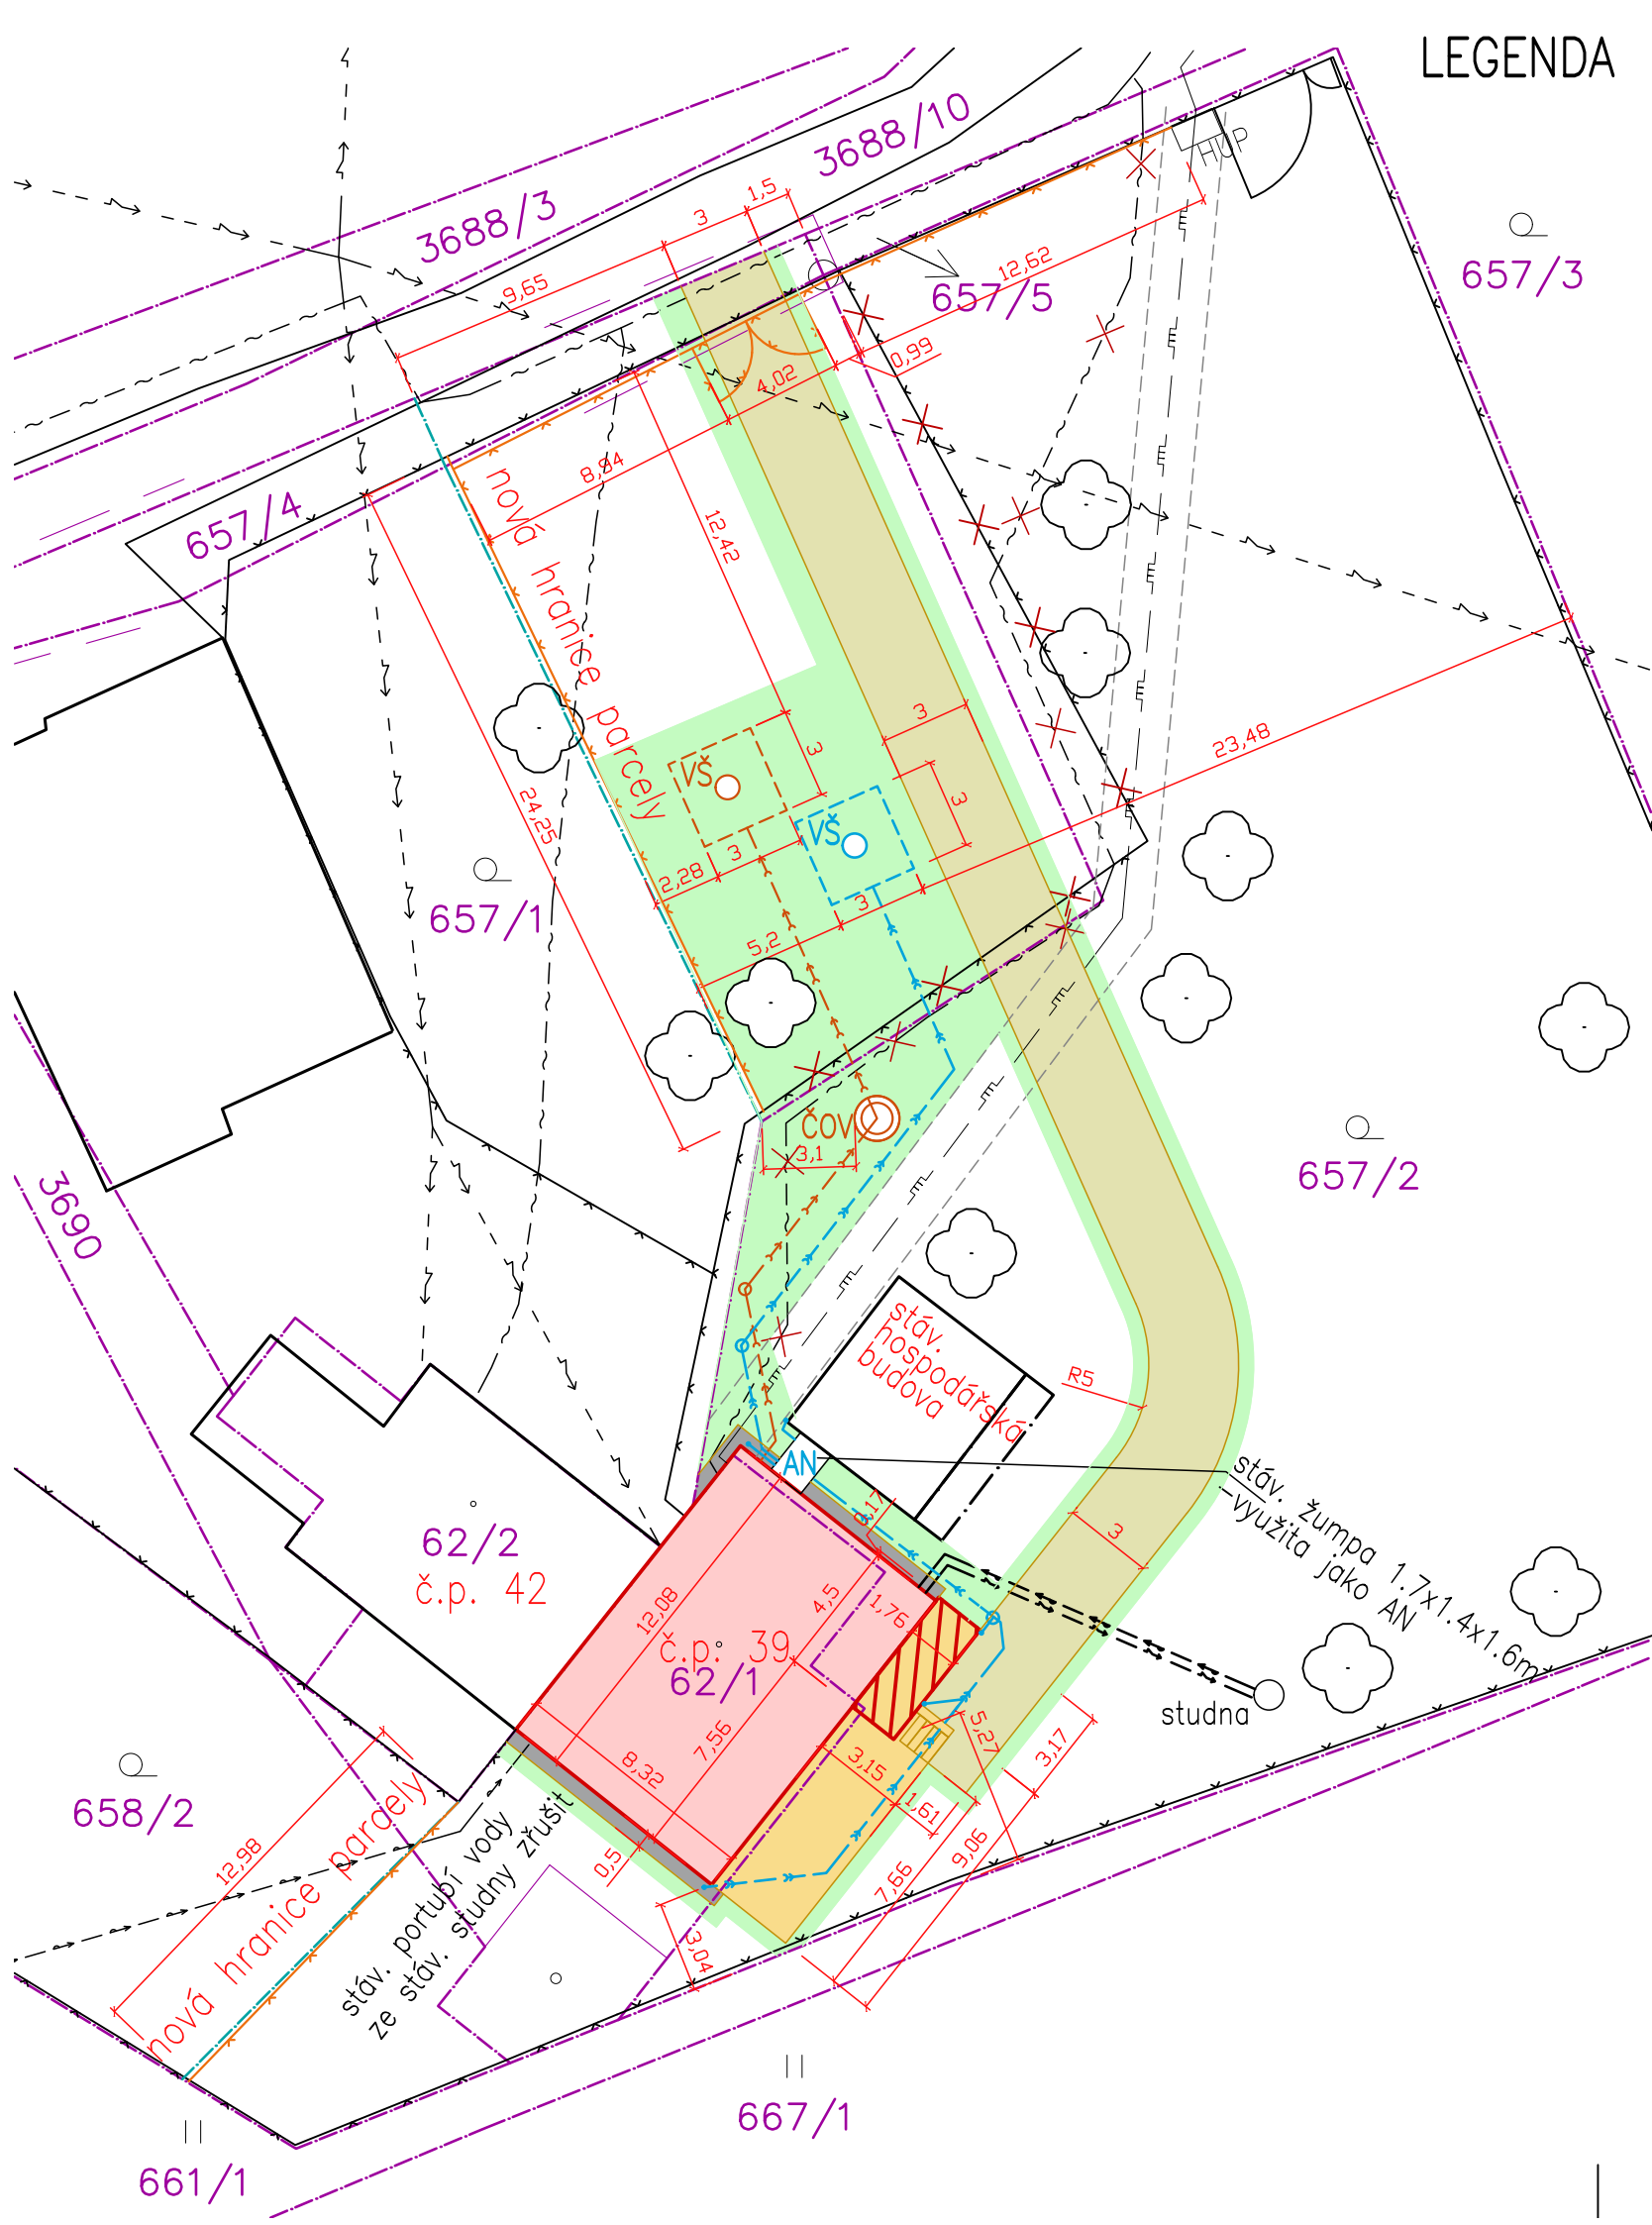 LEGENDA
3688/10
HUP
3688/3
1,5
3
657/3
12,62
9,65
657/5
0,99
4,02
8,94
nová hranice parcely
657/4
12,42
3
23,48
3
VŠ
3
VŠ
24,25
3
2,28
657/1
3
5,2
ČOV
3,1
657/2
3690
stáv.
hospodářská
budova
R5
AN
stáv. žumpa 1.7x1.4x1.6m
-využita jako AN
0,17
3
62/2
č.p. 42
12,08
4,5
1,76
č.p. 39
62/1
studna
7,56
5,27
3,17
3,15
8,32
1,61
658/2
12,98
0,5
9,06
7,66
nová hranice parcely
stáv. portubí vody
ze stáv. studny zrušit
3,04
667/1
661/1